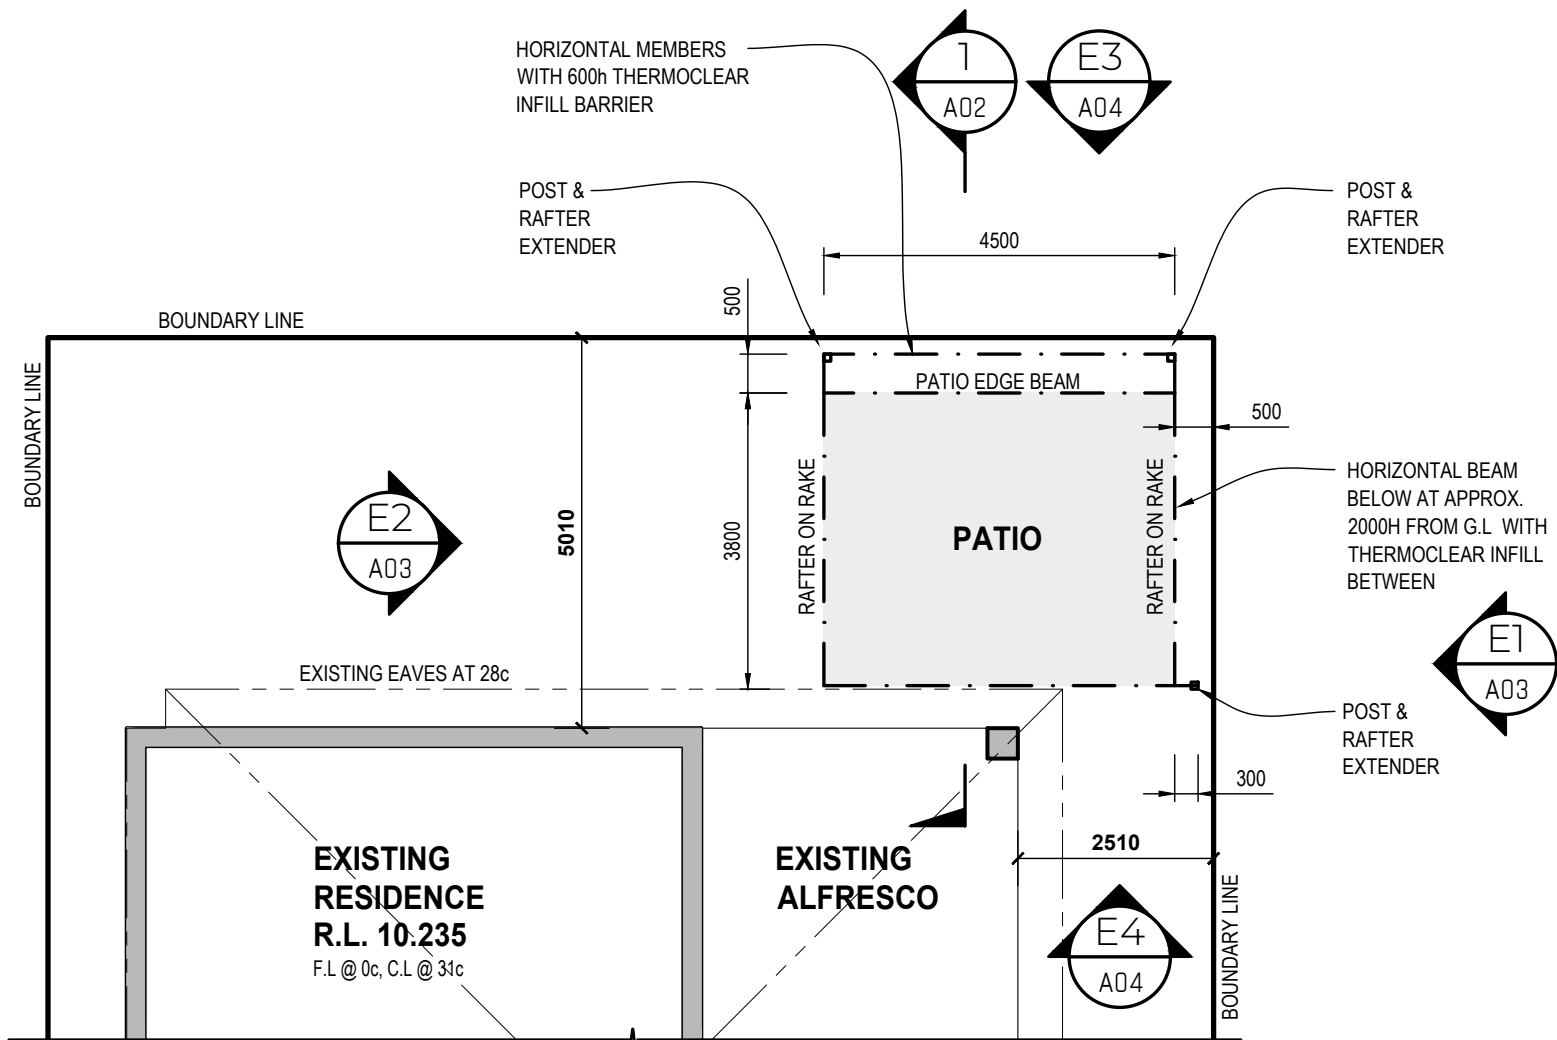 HORIZONTAL MEMBERS
WITH 600h THERMOCLEAR
INFILL BARRIER
1
A02
E3
A04
POST &
RAFTER
EXTENDER
POST &
RAFTER
EXTENDER
4500
500
BOUNDARY LINE
BOUNDARY LINE
PATIO EDGE BEAM
500
HORIZONTAL BEAM
BELOW AT APPROX.
2000H FROM G.L WITH
THERMOCLEAR INFILL
BETWEEN
E2
A03
5010
3800
RAFTER ON RAKE
PATIO
RAFTER ON RAKE
E1
A03
EXISTING EAVES AT 28c
POST &
RAFTER
EXTENDER
300
2510
EXISTING
RESIDENCE
R.L. 10.235
F.L @ 0c, C.L @ 31c
EXISTING
ALFRESCO
E4
A04
BOUNDARY LINE